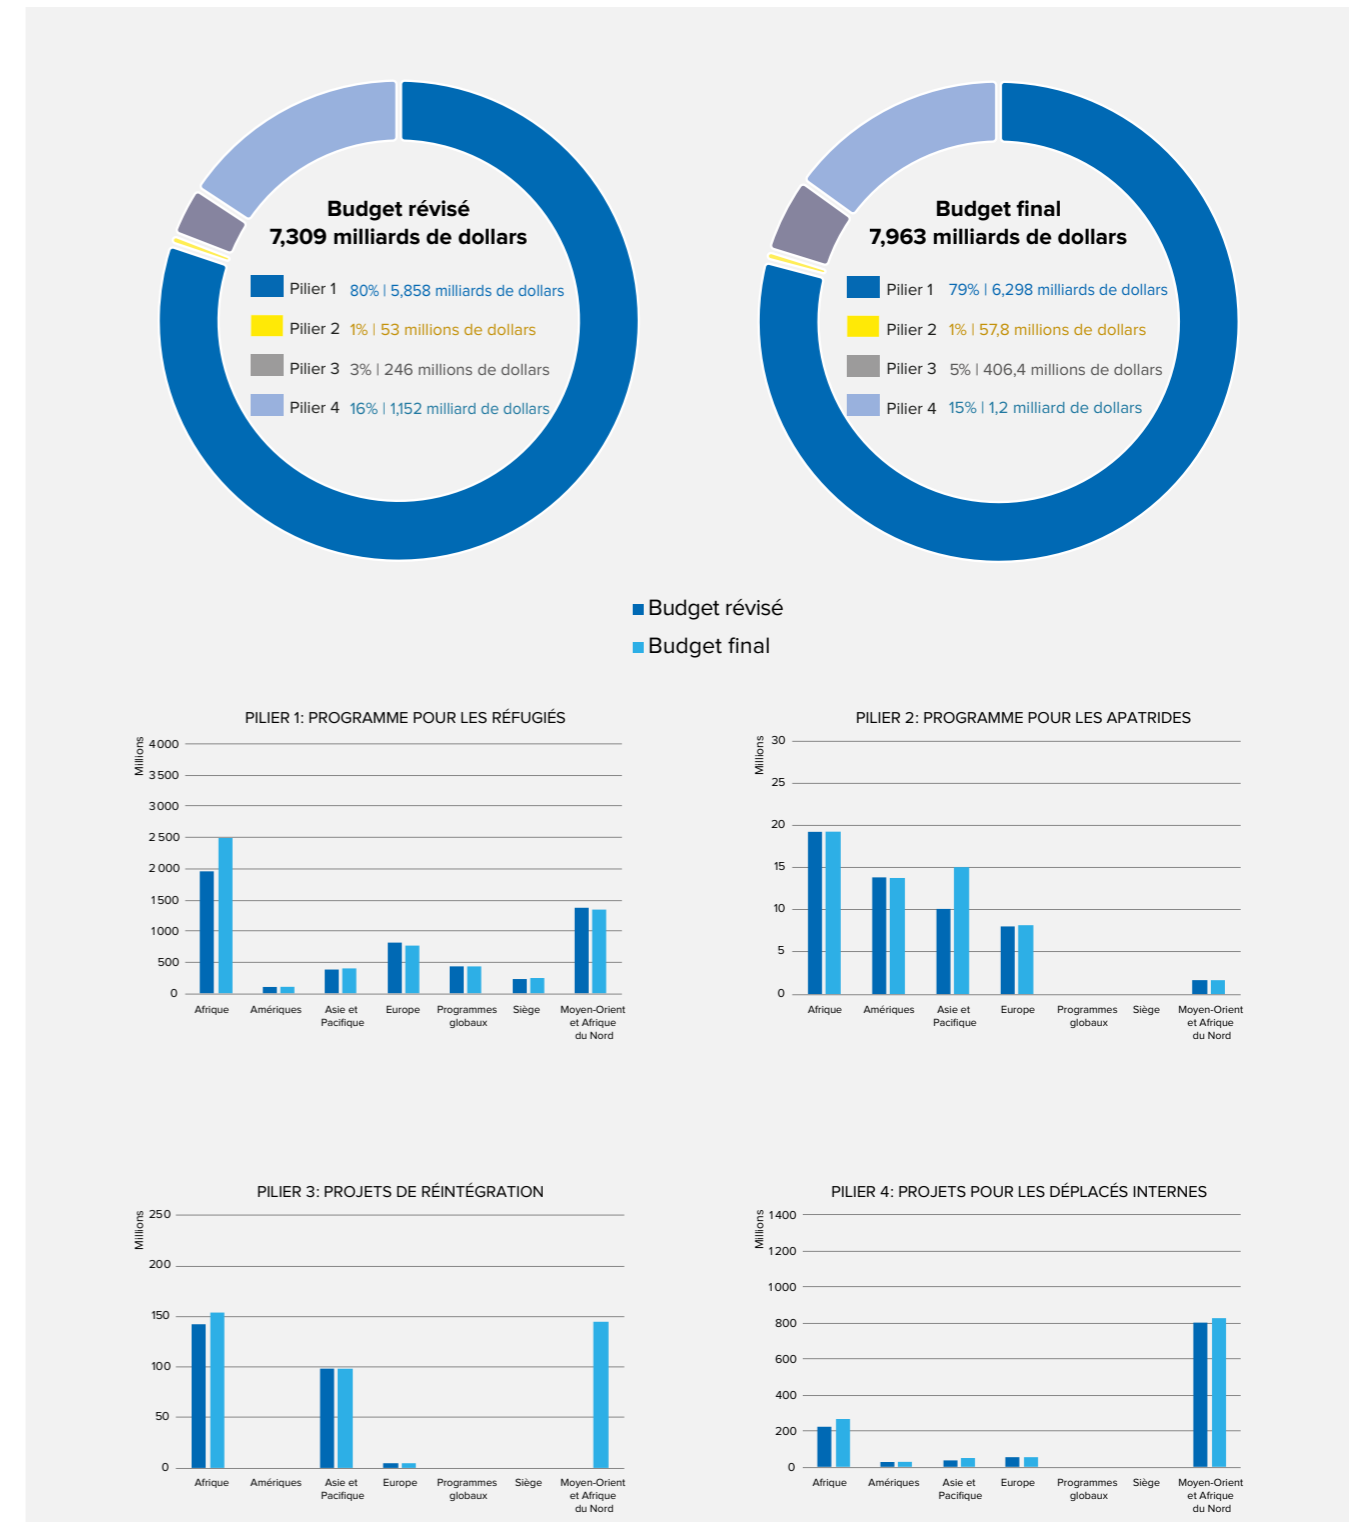 Budget révisé
7,309 milliards de dollars
Pilier 1 80% | 5,858 milliards de dollars
Pilier 2 1% | 53 millions de dollars
Pilier 3 3% | 246 millions de dollars
Pilier 4 16% | 1,152 milliard de dollars
Budget final
7,963 milliards de dollars
Pilier 1 79% | 6,298 milliards de dollars
Pilier 2 1% | 57,8 millions de dollars
Pilier 3 5% | 406,4 millions de dollars
Pilier 4 15% | 1,2 milliard de dollars
Budget révisé
Budget final
PILIER 1: PROGRAMME POUR LES RÉFUGIÉS
Millions
4000
3500
3000
2500
2000
1500
1000
500
0
Afrique Amériques Asie et Europe Programmes Siège Moyen-Orient
Pacifique globaux et Afrique
du Nord
PILIER 2: PROGRAMME POUR LES APATRIDES
Millions
30
25
20
15
10
5
0
Afrique Amériques Asie et Europe Programmes Siège Moyen-Orient
Pacifique globaux et Afrique
du Nord
PILIER 3: PROJETS DE RÉINTÉGRATION
Millions
250
200
150
100
50
0
Afrique Amériques Asie et Europe Programmes Siège Moyen-Orient
Pacifique globaux et Afrique
du Nord
PILIER 4: PROJETS POUR LES DÉPLACÉS INTERNES
Millions
1400
1200
1000
800
600
400
200
0
Afrique Amériques Asie et Europe Programmes Siège Moyen-Orient
Pacifique globaux et Afrique
du Nord